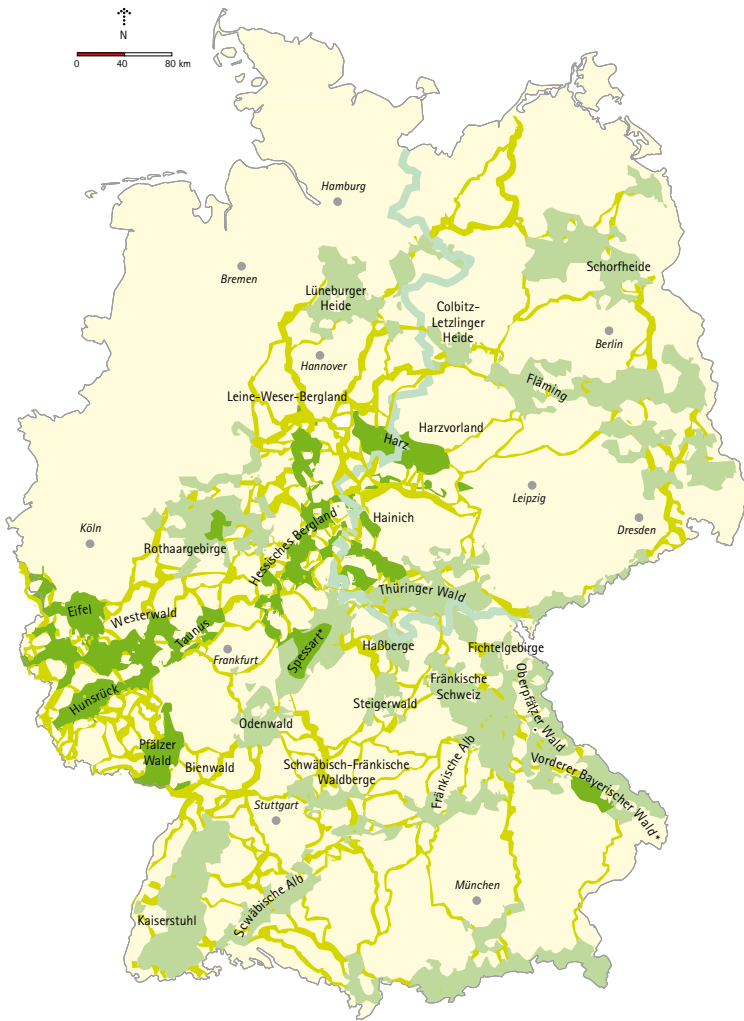 N
0 40 80 km
Hamburg
Schorfheide
Bremen
Lüneburger
Heide
Colbitz-
Letzlinger
Heide
Berlin
Hannover
Fläming
Leine-Weser-Bergland
Harz
Harzvorland
Leipzig
Hainich
Köln
Dresden
Rothaargebirge
Hessisches Bergland
Thüringer Wald
Eifel
Westerwald
Taunus
Spessart*
Haßberge
Fichtelgebirge
Frankfurt
Hunsrück
Fränkische
Schweiz
Oberpfälzer Wald
Steigerwald
Odenwald
Pfälzer
Wald
Bienwald
Schwäbisch-Fränkische
Waldberge
Fränkische Alb
Vorderer Bayerischer Wald*
Stuttgart
München
Scwäbische Alb
Kaiserstuhl